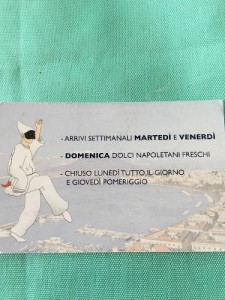 - ARRIVI SETTIMANALI MARTEDÌ E VENERDÌ
- DOMENICA DOLCI NAPOLETANI FRESCHI
- CHIUSO LUNEDÌ TUTTO IL GIORNO
E GIOVEDÌ POMERIGGIO